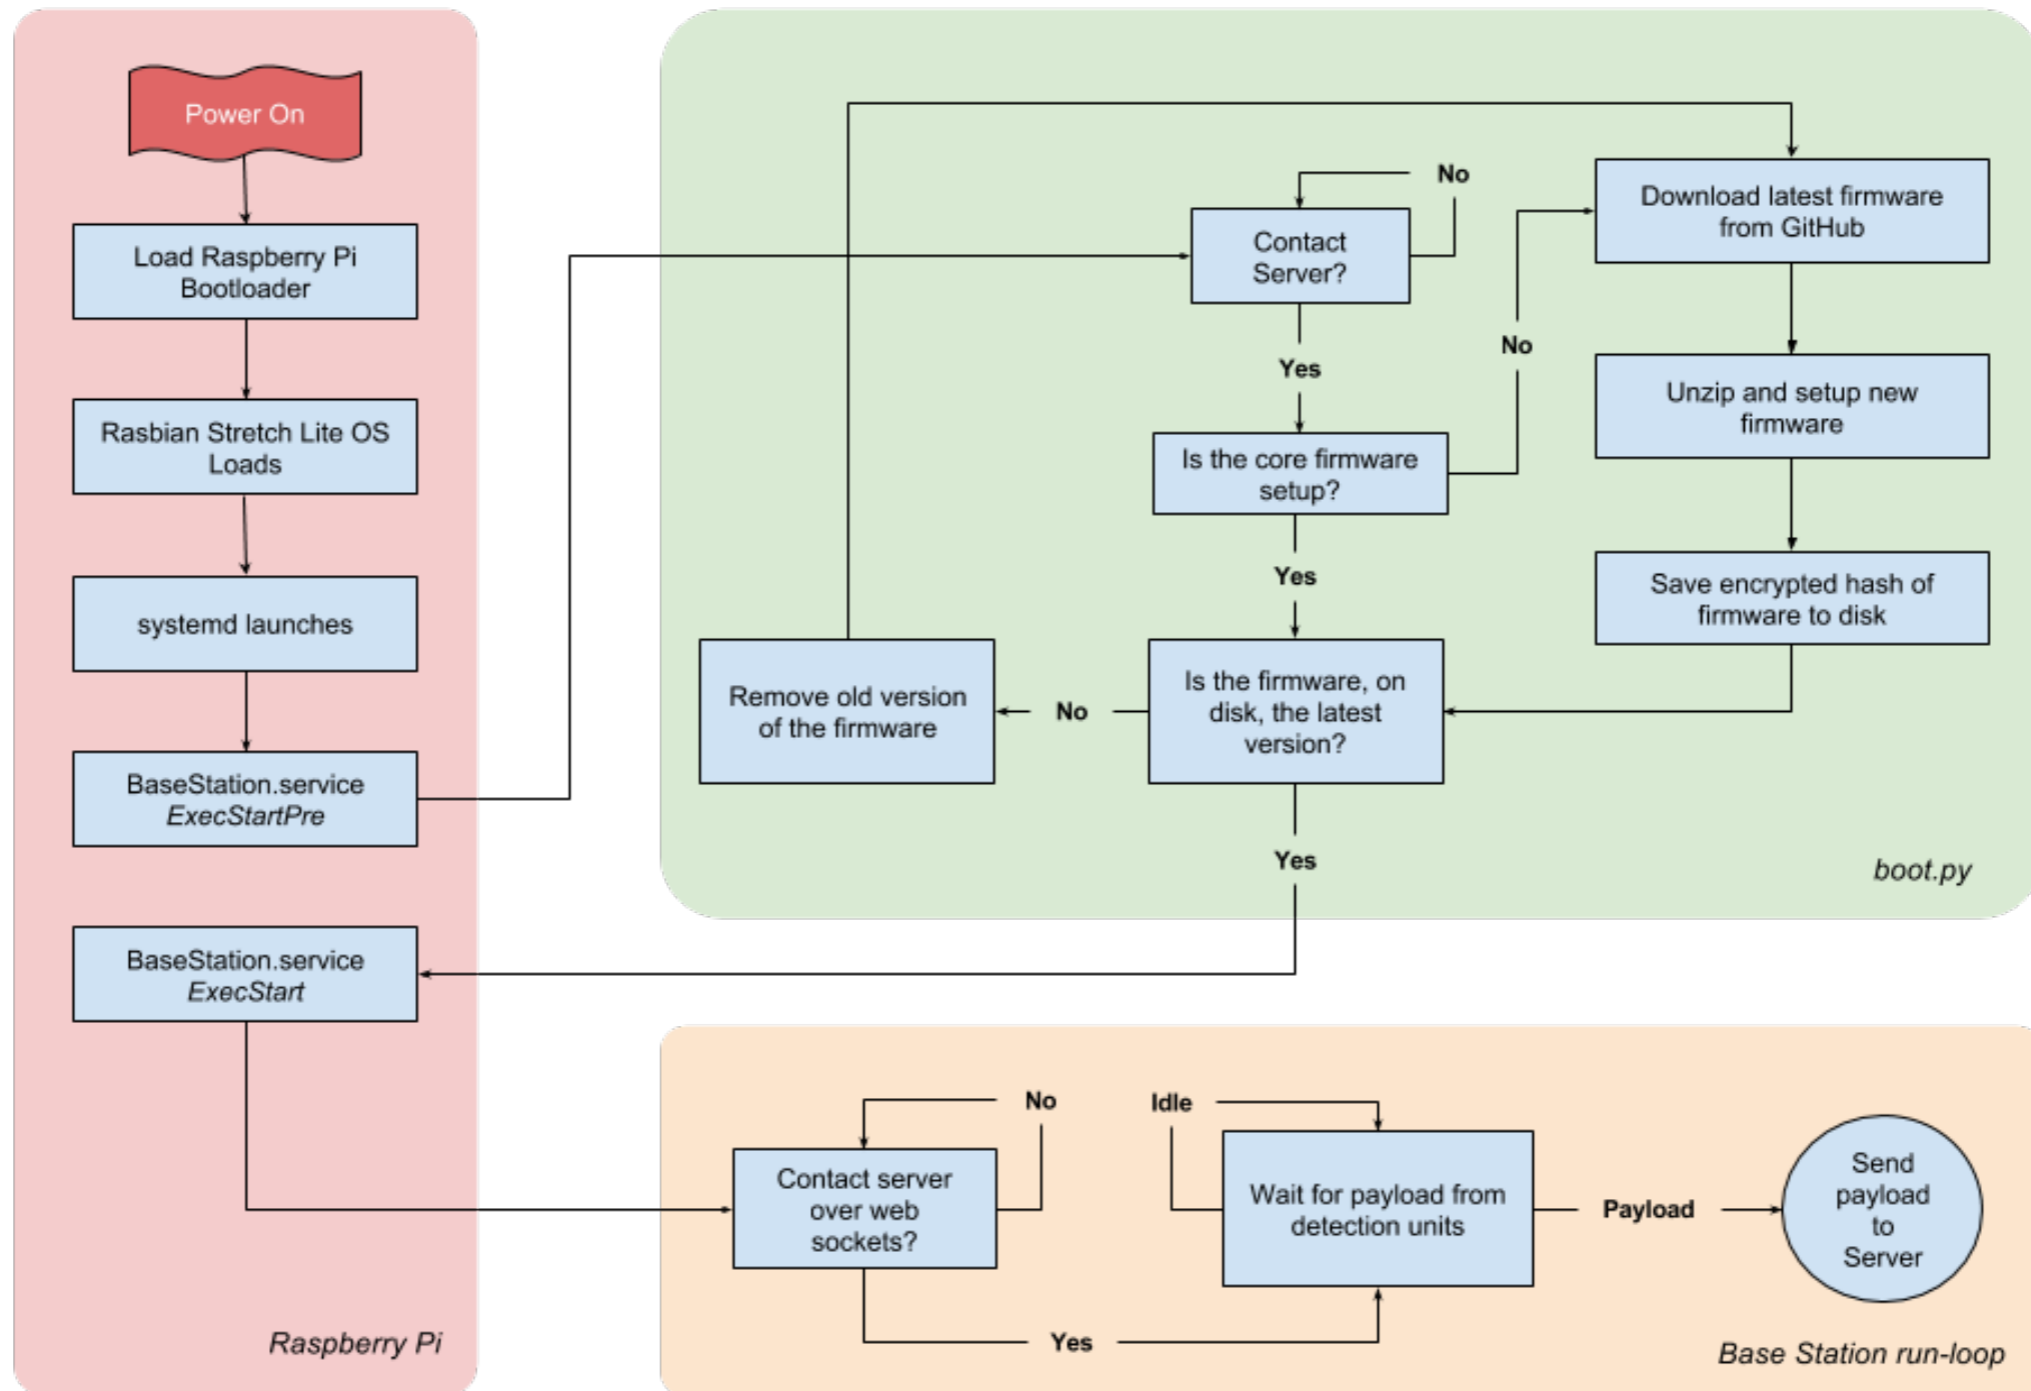 Power On
Load Raspberry Pi
Bootloader
Rasbian Stretch Lite OS
Loads
systemd launches
BaseStation.service
ExecStartPre
BaseStation.service
ExecStart
Raspberry Pi
No
Contact
Server?
Yes
No
Is the core firmware
setup?
Yes
Download latest firmware
from GitHub
Unzip and setup new
firmware
Save encrypted hash of
firmware to disk
Is the firmware, on
disk, the latest
version?
No
Remove old version
of the firmware
Yes
boot.py
No
Contact server
over web
sockets?
Yes
Idle
Wait for payload from
detection units
Payload
Send
payload
to
Server
Base Station run-loop